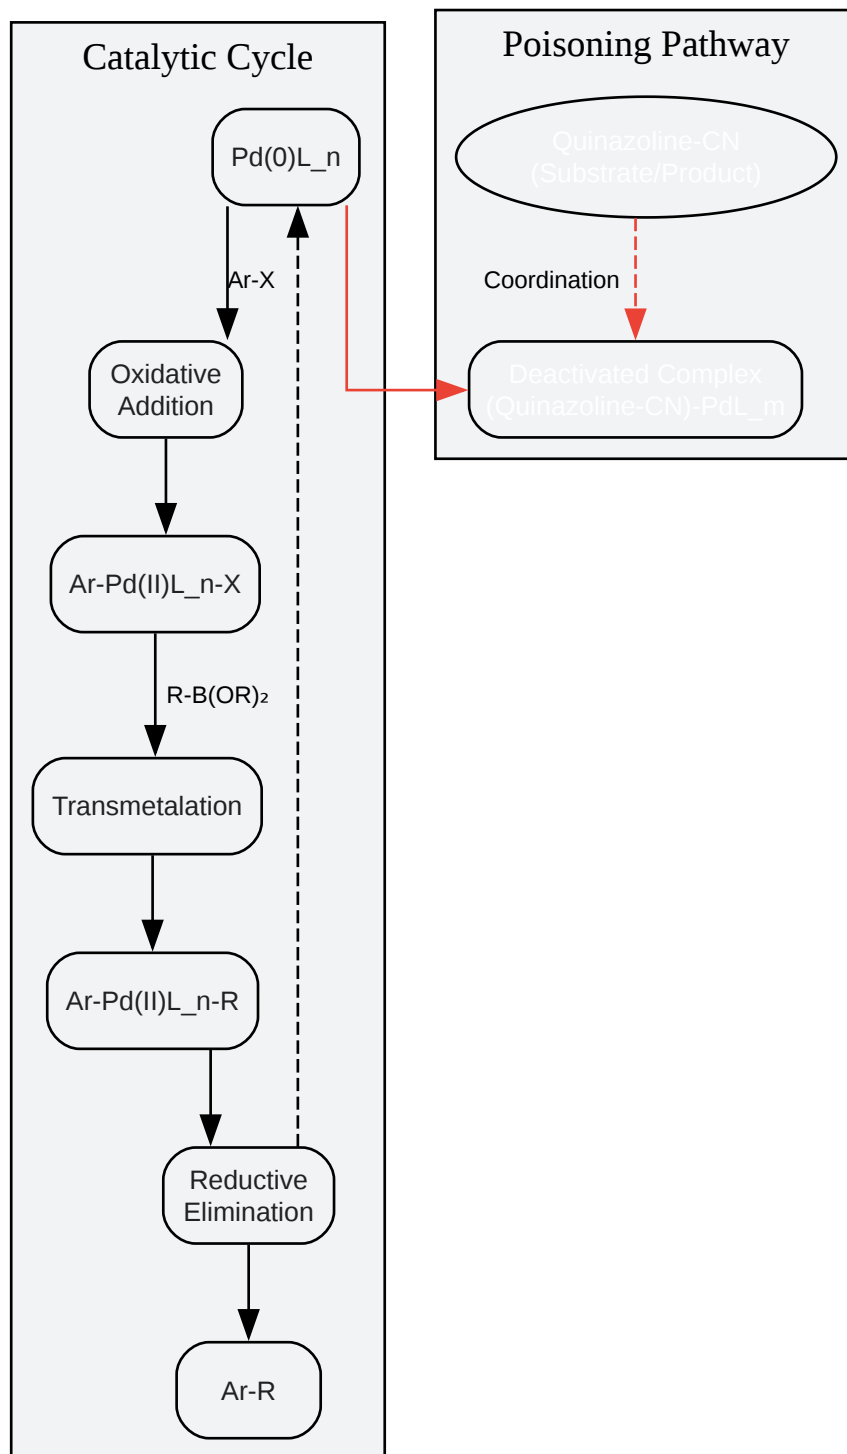 Catalytic Cycle
Pd(0)L_n
Ar-X
Oxidative
Addition
Ar-Pd(II)L_n-X
R-B(OR)₂
Transmetalation
Ar-Pd(II)L_n-R
Reductive
Elimination
Ar-R
Poisoning Pathway
Quinazoline-CN
(Substrate/Product)
Coordination
Deactivated Complex
(Quinazoline-CN)-PdL_m